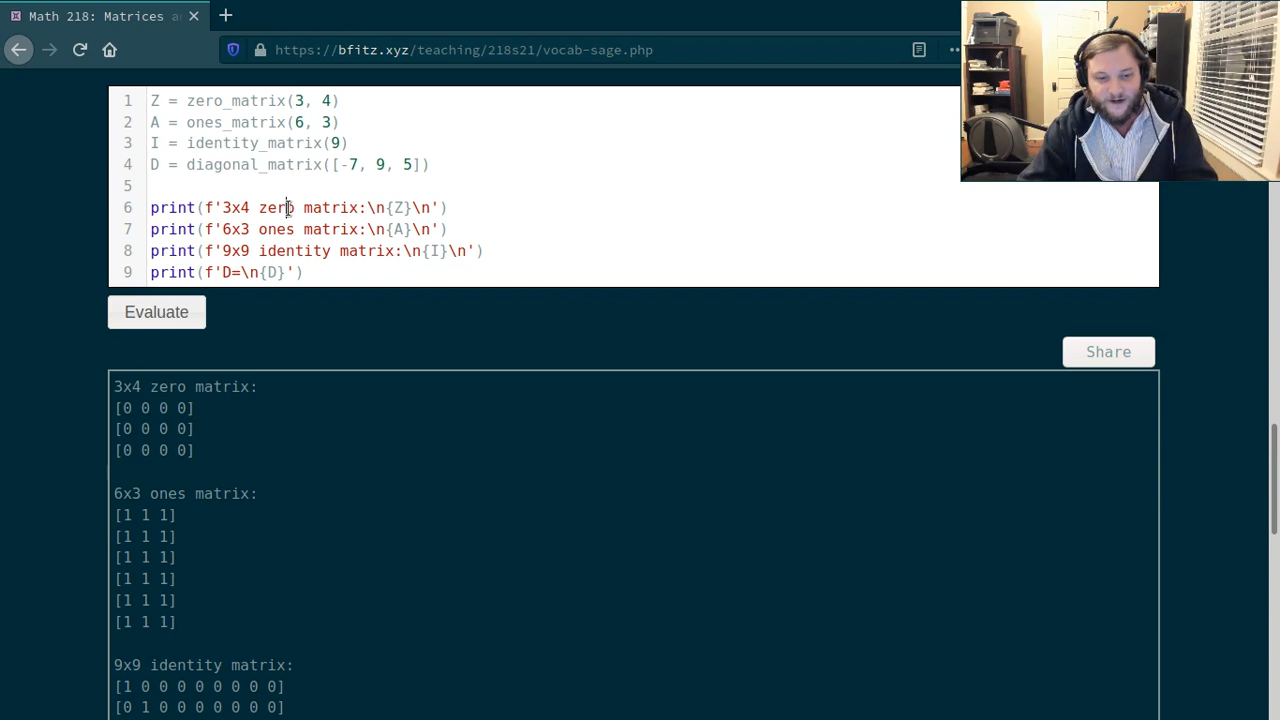 Math 218: Matrices a
https://bfitz.xyz/teaching/218s21/vocab-sage.php
1 Z = zero_matrix(3, 4)
2 A = ones_matrix(6, 3)
3 I = identity_matrix(9)
4 D = diagonal_matrix([-7, 9, 5])
5
6 print(f'3x4 zero matrix:\n{Z}\n')
7 print(f'6x3 ones matrix:\n{A}\n')
8 print(f'9x9 identity matrix:\n{I}\n')
9 print(f'D=\n{D}')
Evaluate
Share
3x4 zero matrix:
[0 0 0 0]
[0 0 0 0]
[0 0 0 0]
6x3 ones matrix:
[1 1 1]
[1 1 1]
[1 1 1]
[1 1 1]
[1 1 1]
[1 1 1]
9x9 identity matrix:
[1 0 0 0 0 0 0 0 0]
[0 1 0 0 0 0 0 0 0]